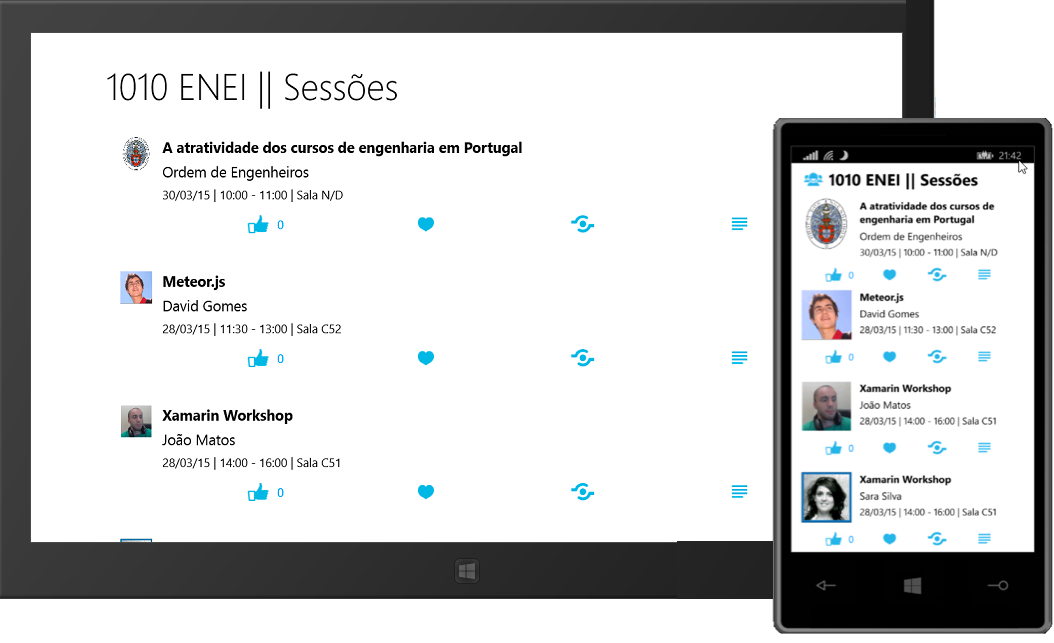 1010 ENEI || Sessões
A atratividade dos cursos de engenharia em Portugal
Ordem de Engenheiros
30/03/15 | 10:00 - 11:00 | Sala N/D
0
Meteor.js
David Gomes
28/03/15 | 11:30 - 13:00 | Sala C52
0
Xamarin Workshop
João Matos
28/03/15 | 14:00 - 16:00 | Sala C51
0
21:42
1010 ENEI || Sessões
A atratividade dos cursos de
engenharia em Portugal
Ordem de Engenheiros
30/03/15 | 10:00 - 11:00 | Sala N/D
0
Meteor.js
David Gomes
28/03/15 | 11:30 - 13:00 | Sala C52
0
Xamarin Workshop
João Matos
28/03/15 | 14:00 - 16:00 | Sala C51
0
Xamarin Workshop
Sara Silva
28/03/15 | 14:00 - 16:00 | Sala C51
0